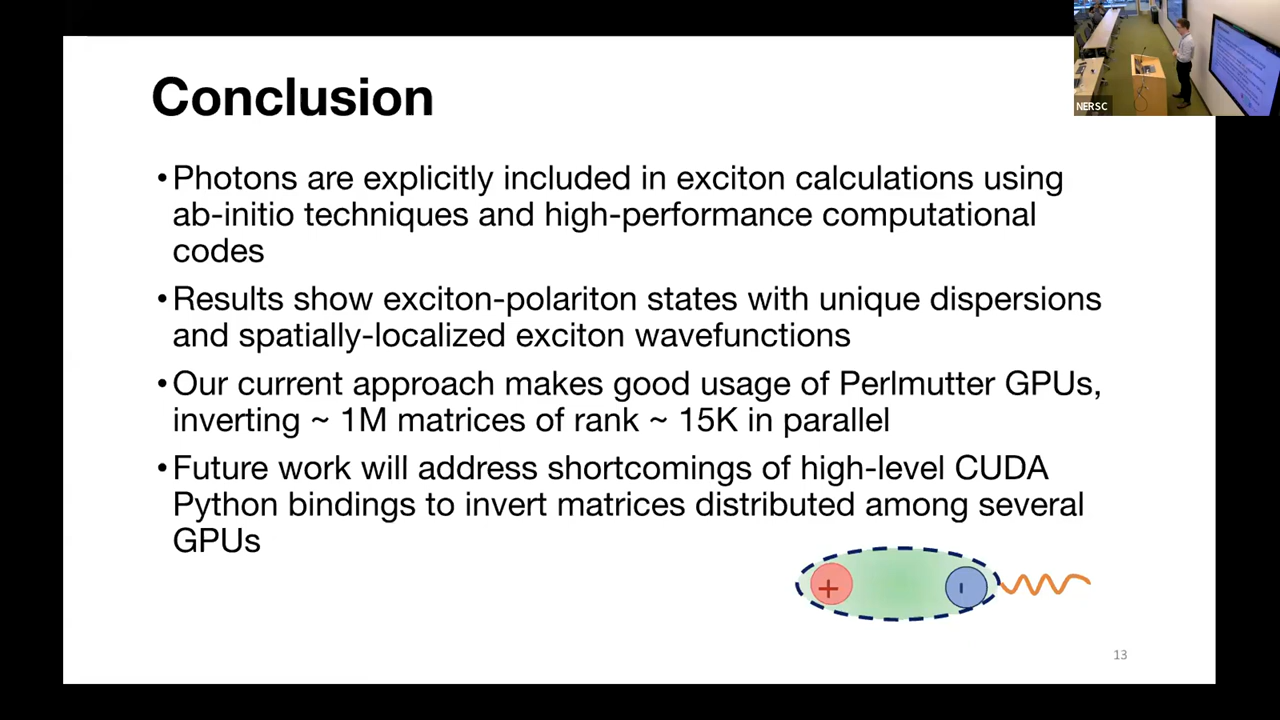 NERSC
Conclusion
•Photons are explicitly included in exciton calculations using
ab-initio techniques and high-performance computational
codes
•Results show exciton-polariton states with unique dispersions
and spatially-localized exciton wavefunctions
•Our current approach makes good usage of Perlmutter GPUs,
inverting ~ 1M matrices of rank ~ 15K in parallel
•Future work will address shortcomings of high-level CUDA
Python bindings to invert matrices distributed among several
GPUs
+
-
13